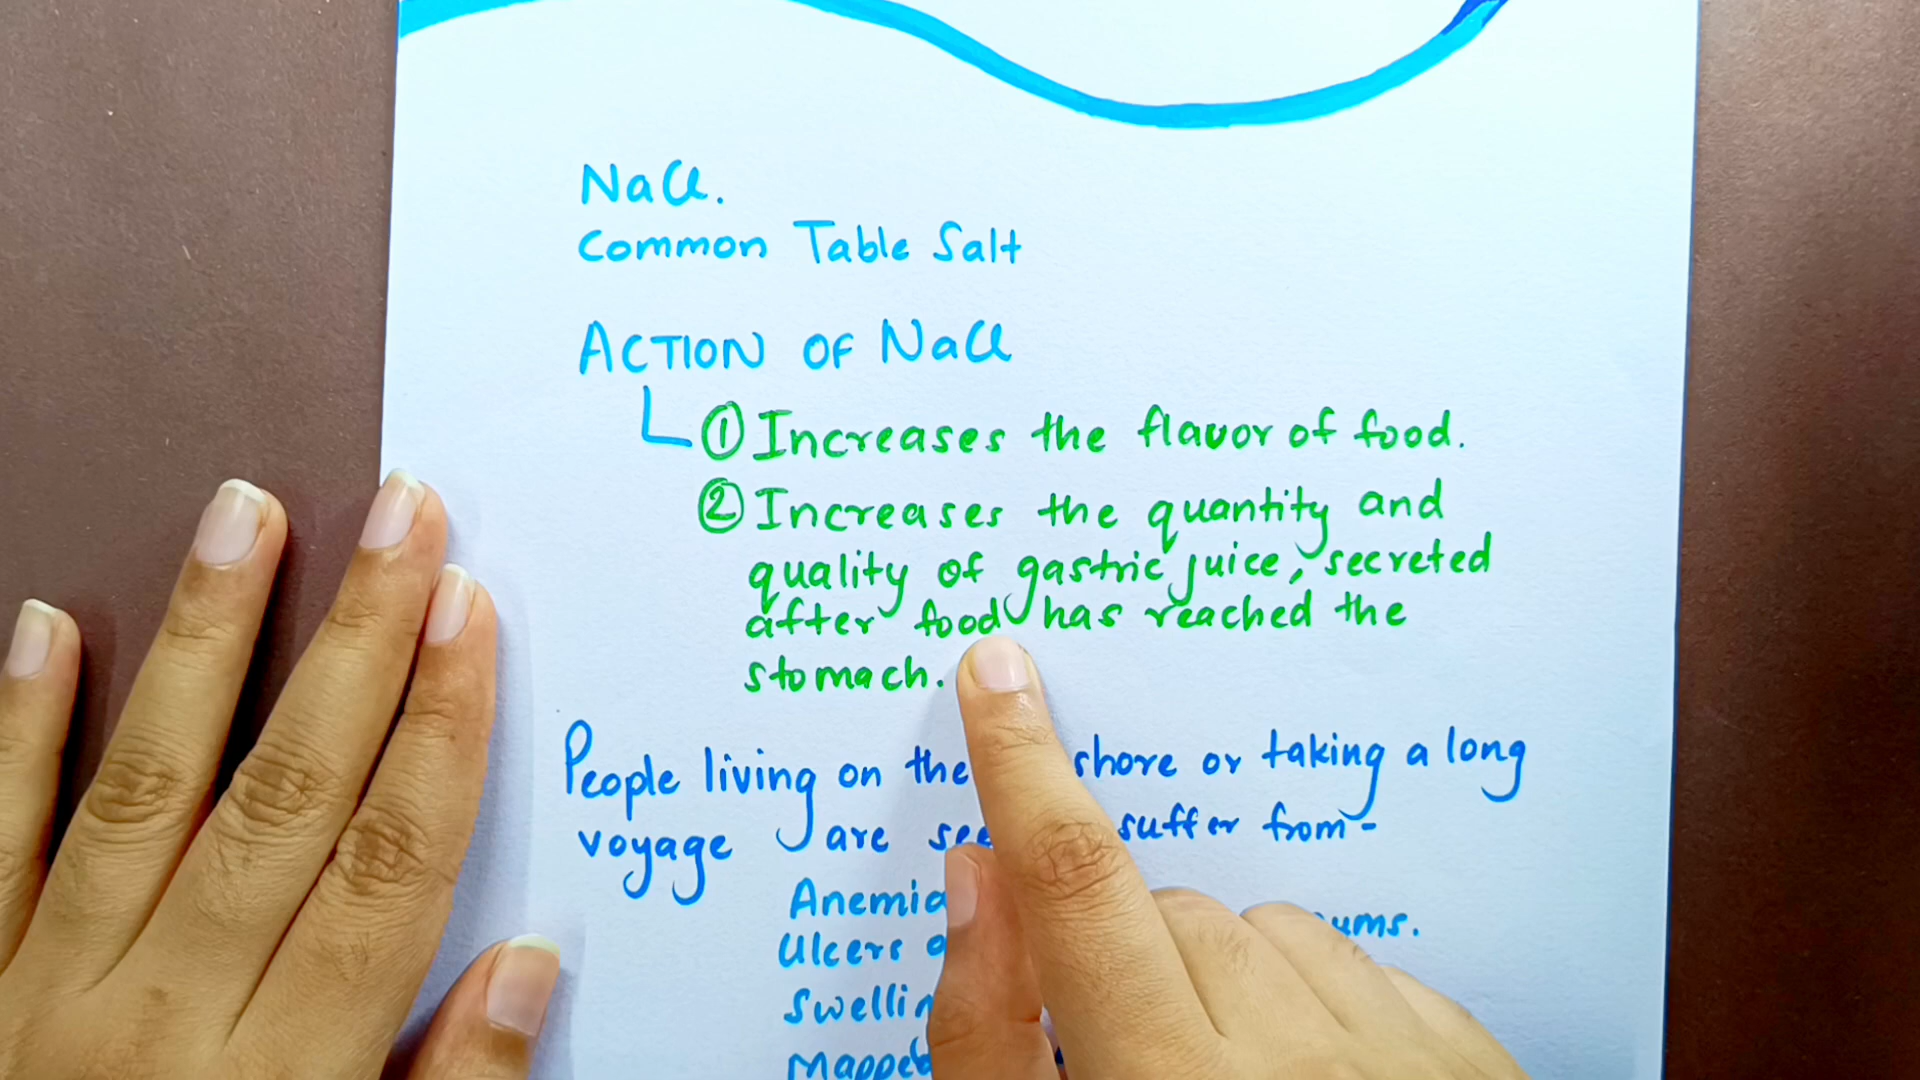 NaCl.
Common Table Salt
ACTION OF NaCl
① Increases the flavor of food.
② Increases the quantity and
quality of gastric juice, secreted
after food has reached the
stomach.
People living on the shore or taking a long
voyage are suffer from -
Anemia
Ulcers